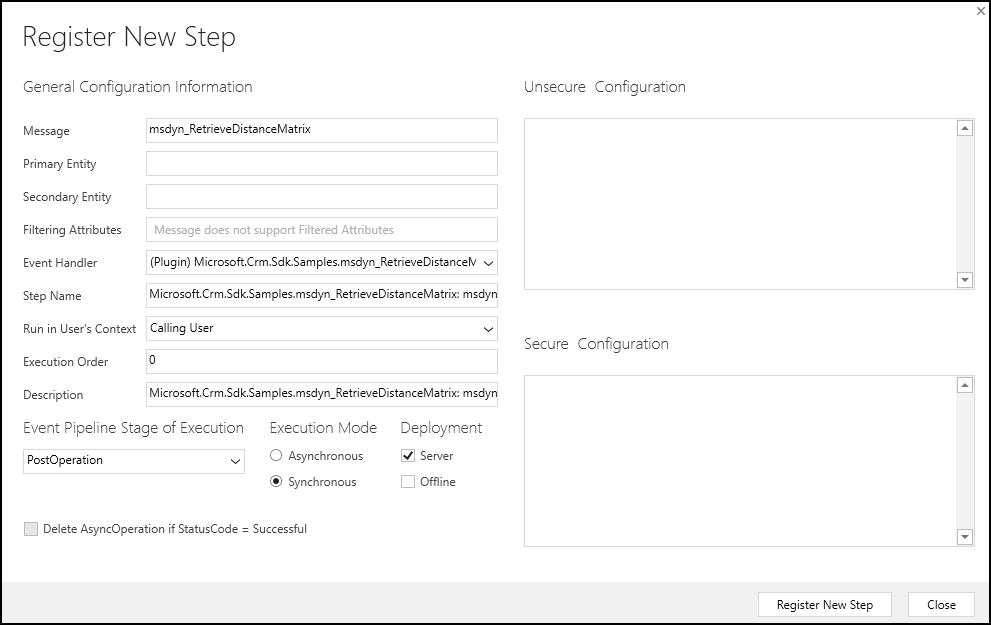 Register New Step
General Configuration Information
Message
msdyn_RetrieveDistanceMatrix
Primary Entity
Secondary Entity
Filtering Attributes
Message does not support Filtered Attributes
Event Handler
(Plugin) Microsoft.Crm.Sdk.Samples.msdyn_RetrieveDistanceM
Step Name
Microsoft.Crm.Sdk.Samples.msdyn_RetrieveDistanceMatrix: msdyn
Run in User's Context
Calling User
Execution Order
0
Description
Microsoft.Crm.Sdk.Samples.msdyn_RetrieveDistanceMatrix: msdyn
Event Pipeline Stage of Execution
PostOperation
Execution Mode
Asynchronous
Synchronous
Deployment
Server
Offline
Delete AsyncOperation if StatusCode = Successful
Unsecure Configuration
Secure Configuration
Register New Step
Close